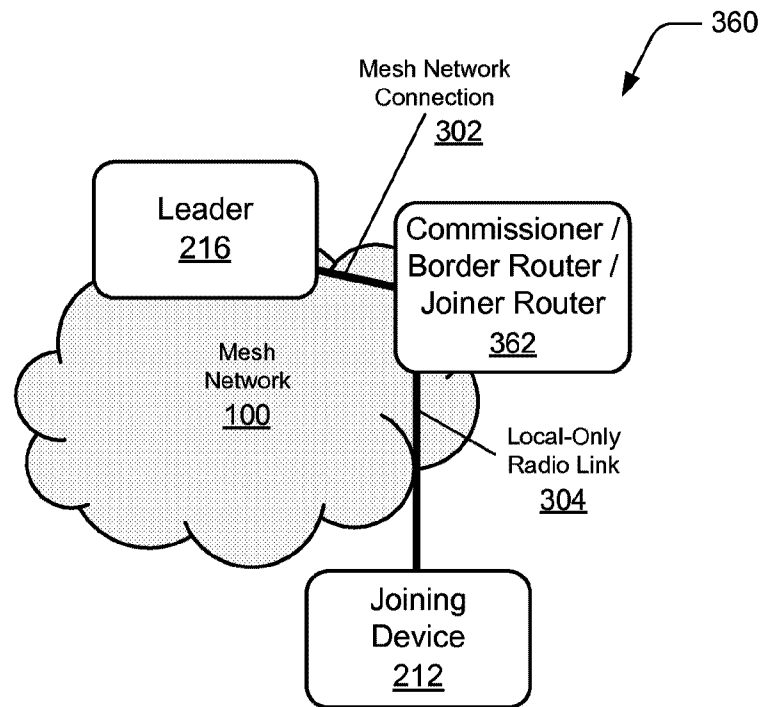 360
Mesh Network
Connection
302
Leader
216
Commissioner /
Border Router /
Joiner Router
362
Mesh
Network
100
Local-Only
Radio Link
304
Joining
Device
212